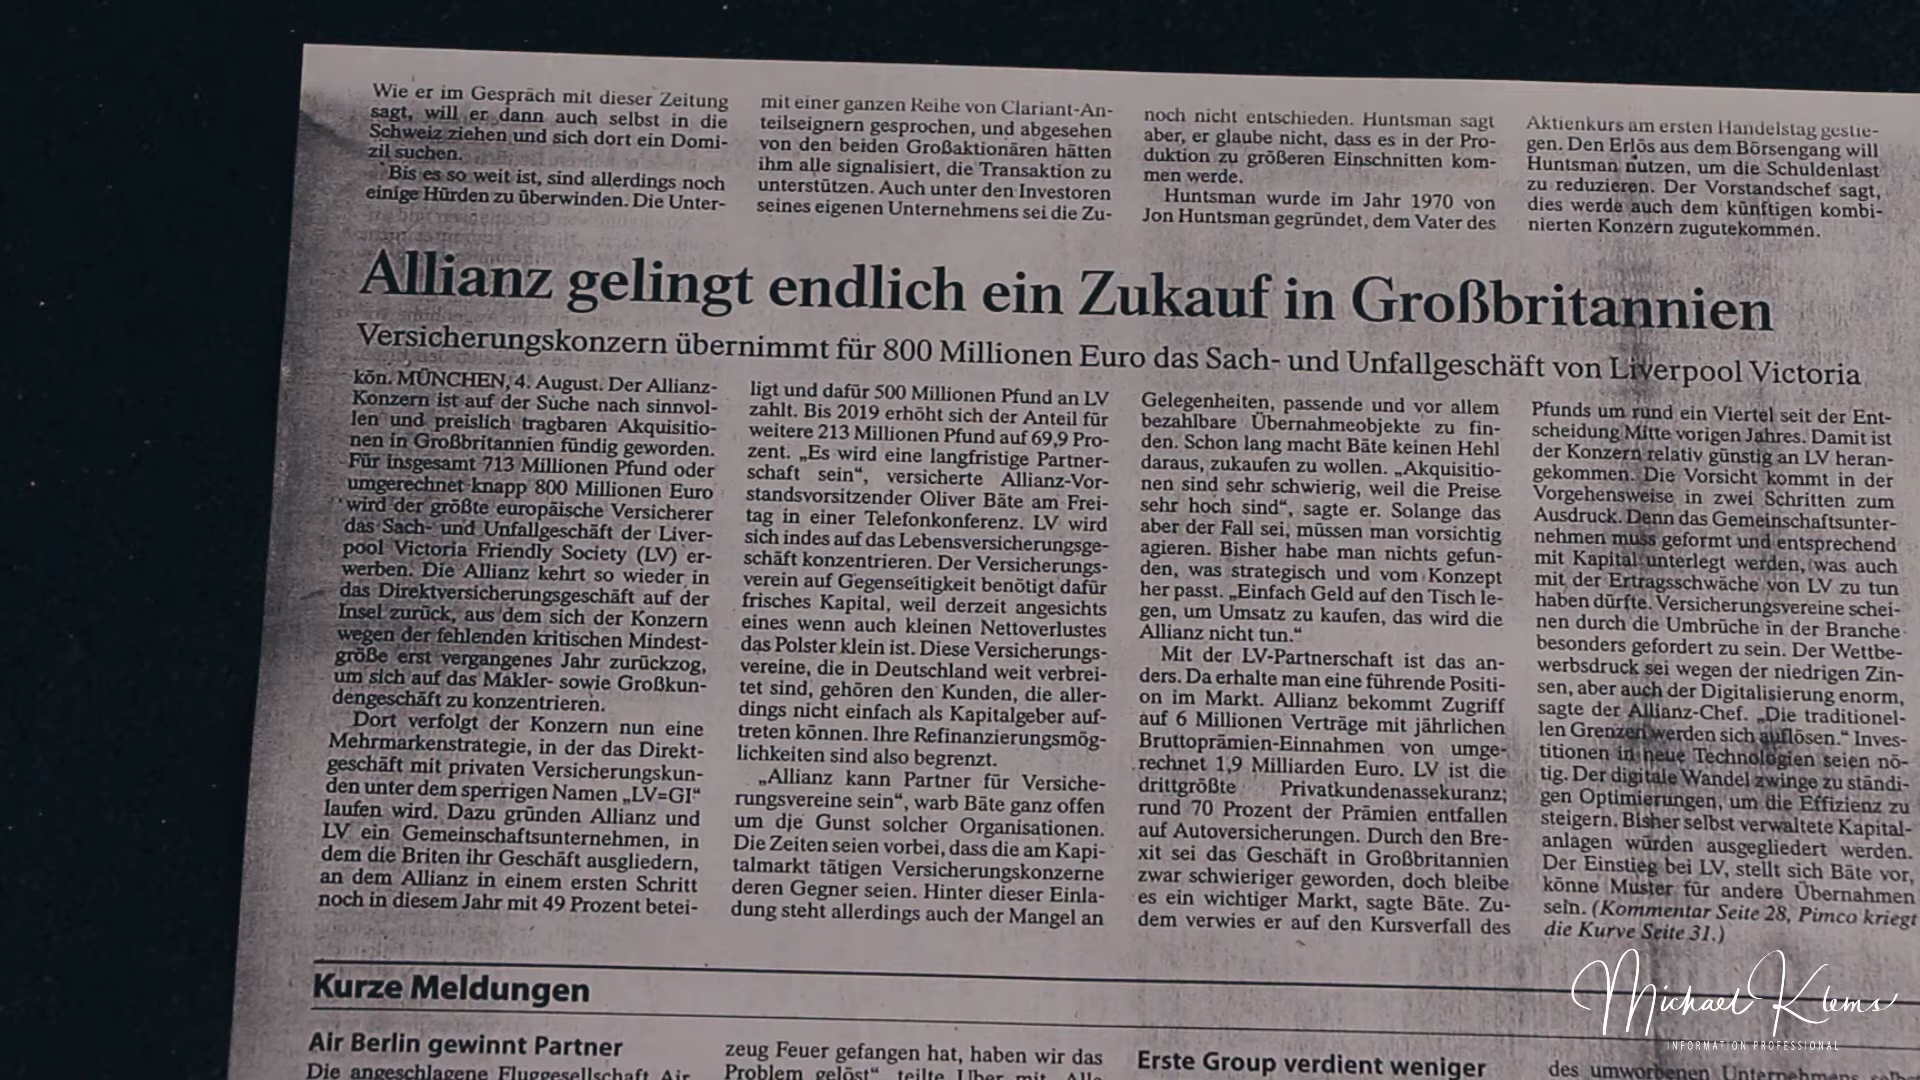 Wie er im Gespräch mit dieser Zeitung
sagt, will er dann auch selbst in die
Schweiz ziehen und sich dort ein Domi-
zil suchen.
Bis es so weit ist, sind allerdings noch
einige Hürden zu überwinden. Die Unter-
mit einer ganzen Reihe von Clariant-An-
teilseignern gesprochen, und abgesehen
von den beiden Großaktionären hätten
ihm alle signalisiert, die Transaktion zu
unterstützen. Auch unter den Investoren
seines eigenen Unternehmens sei die Zu-
noch nicht entschieden. Huntsman sagt
aber, er glaube nicht, dass es in der Pro-
duktion zu größeren Einschnitten kom-
men werde.
Huntsman wurde im Jahr 1970 von
Jon Huntsman gegründet, dem Vater des
Aktienkurs am ersten Handelstag gestie-
gen. Den Erlös aus dem Börsengang will
Huntsman nutzen, um die Schuldenlast
zu reduzieren. Der Vorstandschef sagt,
dies werde auch dem künftigen kombi-
nierten Konzern zugutekommen.
Allianz gelingt endlich ein Zukauf in Großbritannien
Versicherungskonzern übernimmt für 800 Millionen Euro das Sach- und Unfallgeschäft von Liverpool Victoria
kön. MÜNCHEN, 4. August. Der Allianz-
Konzern ist auf der Suche nach sinnvol-
len und preislich tragbaren Akquisitio-
nen in Großbritannien fündig geworden.
Für insgesamt 713 Millionen Pfund oder
umgerechnet knapp 800 Millionen Euro
wird der größte europäische Versicherer
das Sach- und Unfallgeschäft der Liver-
pool Victoria Friendly Society (LV) er-
werben. Die Allianz kehrt so wieder in
das Direktversicherungsgeschäft auf der
Insel zurück, aus dem sich der Konzern
wegen der fehlenden kritischen Mindest-
größe erst vergangenes Jahr zurückzog,
um sich auf das Makler- sowie Großkun-
dengeschäft zu konzentrieren.
Dort verfolgt der Konzern nun eine
Mehrmarkenstrategie, in der das Direkt-
geschäft mit privaten Versicherungskun-
den unter dem sperrigen Namen „LV=GI“
laufen wird. Dazu gründen Allianz und
LV ein Gemeinschaftsunternehmen, in
dem die Briten ihr Geschäft ausgliedern,
an dem Allianz in einem ersten Schritt
noch in diesem Jahr mit 49 Prozent betei-
ligt und dafür 500 Millionen Pfund an LV
zahlt. Bis 2019 erhöht sich der Anteil für
weitere 213 Millionen Pfund auf 69,9 Pro-
zent. „Es wird eine langfristige Partner-
schaft sein“, versicherte Allianz-Vor-
standsvorsitzender Oliver Bäte am Frei-
tag in einer Telefonkonferenz. LV wird
sich indes auf das Lebensversicherungsge-
schäft konzentrieren. Der Versicherungs-
verein auf Gegenseitigkeit benötigt dafür
frisches Kapital, weil derzeit angesichts
eines wenn auch kleinen Nettoverlustes
das Polster klein ist. Diese Versicherungs-
vereine, die in Deutschland weit verbrei-
tet sind, gehören den Kunden, die aller-
dings nicht einfach als Kapitalgeber auf-
treten können. Ihre Refinanzierungsmög-
lichkeiten sind also begrenzt.
„Allianz kann Partner für Versiche-
rungsvereine sein“, warb Bäte ganz offen
um die Gunst solcher Organisationen.
Die Zeiten seien vorbei, dass die am Kapi-
talmarkt tätigen Versicherungskonzerne
deren Gegner seien. Hinter dieser Einla-
dung steht allerdings auch der Mangel an
Gelegenheiten, passende und vor allem
bezahlbare Übernahmeobjekte zu fin-
den. Schon lang macht Bäte keinen Hehl
daraus, zukaufen zu wollen. „Akquisitio-
nen sind sehr schwierig, weil die Preise
sehr hoch sind“, sagte er. Solange das
aber der Fall sei, müssen man vorsichtig
agieren. Bisher habe man nichts gefun-
den, was strategisch und vom Konzept
her passt. „Einfach Geld auf den Tisch le-
gen, um Umsatz zu kaufen, das wird die
Allianz nicht tun.“
Mit der LV-Partnerschaft ist das an-
ders. Da erhalte man eine führende Positi-
on im Markt. Allianz bekommt Zugriff
auf 6 Millionen Verträge mit jährlichen
Bruttoprämien-Einnahmen von umge-
rechnet 1,9 Milliarden Euro. LV ist die
drittgrößte Privatkundenassekuranz;
rund 70 Prozent der Prämien entfallen
auf Autoversicherungen. Durch den Bre-
xit sei das Geschäft in Großbritannien
zwar schwieriger geworden, doch bleibe
es ein wichtiger Markt, sagte Bäte. Zu-
dem verwies er auf den Kursverfall des
Pfunds um rund ein Viertel seit der Ent-
scheidung Mitte vorigen Jahres. Damit ist
der Konzern relativ günstig an LV heran-
gekommen. Die Vorsicht kommt in der
Vorgehensweise in zwei Schritten zum
Ausdruck. Denn das Gemeinschaftsunter-
nehmen muss geformt und entsprechend
mit Kapital unterlegt werden, was auch
mit der Ertragsschwäche von LV zu tun
haben dürfte. Versicherungsvereine schei-
nen durch die Umbrüche in der Branche
besonders gefordert zu sein. Der Wettbe-
werbsdruck sei wegen der niedrigen Zin-
sen, aber auch der Digitalisierung enorm,
sagte der Allianz-Chef. „Die traditionel-
len Grenzen werden sich auflösen.“ Inves-
titionen in neue Technologien seien nö-
tig. Der digitale Wandel zwinge zu ständi-
gen Optimierungen, um die Effizienz zu
steigern. Bisher selbst verwaltete Kapital-
anlagen würden ausgegliedert werden.
Der Einstieg bei LV, stellt sich Bäte vor,
könne Muster für andere Übernahmen
sein. (Kommentar Seite 28, Pimco kriegt
die Kurve Seite 31.)
Kurze Meldungen
Air Berlin gewinnt Partner
Die angeschlagene Fluggesellschaft Air
zeug Feuer gefangen hat, haben wir das
Problem gelöst“, teilte Uber mit. Alle
Erste Group verdient weniger
des umworbenen Unternehmens selbst
Michael Klems
INFORMATION PROFESSIONAL